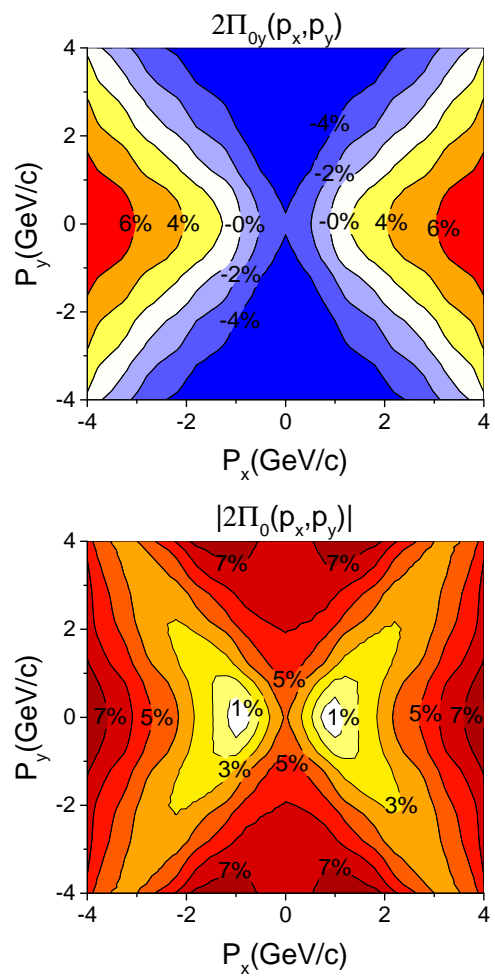 2Π0y(px,py)
4
2
0
-2
-4
Py(GeV/c)
-4%
-2%
6% 4% -0% -0% 4% 6%
-2%
-4%
-4 -2 0 2 4
Px(GeV/c)
|2Π0(px,py)|
4
2
0
-2
-4
Py(GeV/c)
7% 7%
5%
7% 5% 1% 1% 5% 7%
3% 5%
3%
7% 7%
-4 -2 0 2 4
Px(GeV/c)